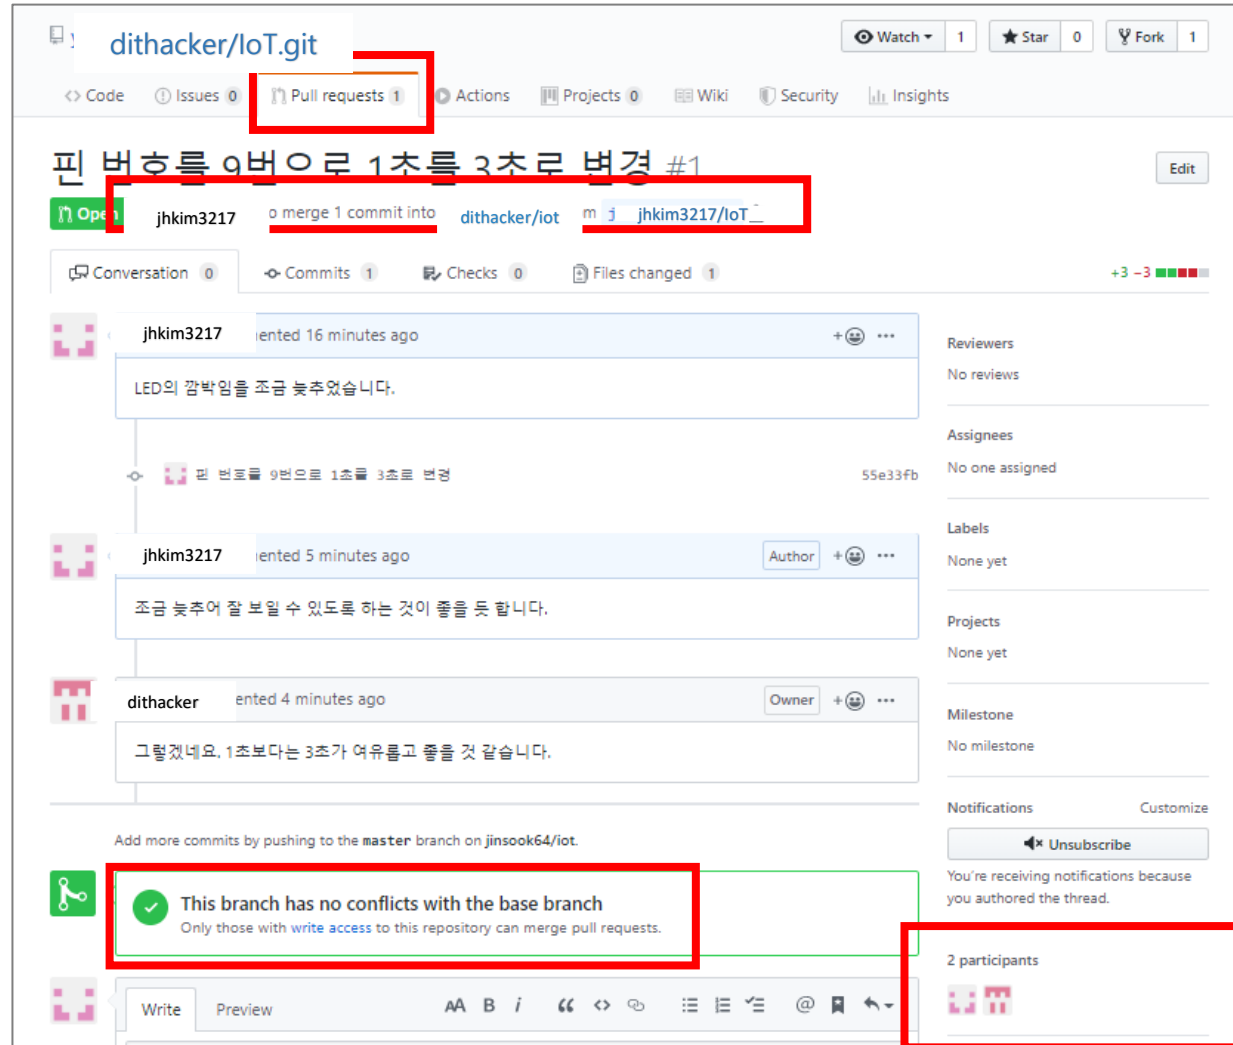 dithacker/IoT.git
Watch 1 Star 0 Fork 1
Code Issues 0 Pull requests 1 Actions Projects 0 Wiki Security Insights
핀 번호를 9번으로 1초를 3초로 변경 #1
Edit
Open jhkim3217 o merge 1 commit into dithacker/iot m j jhkim3217/IoT_
Conversation 0 Commits 1 Checks 0 Files changed 1 +3 −3
jhkim3217 ented 16 minutes ago
LED의 깜박임을 조금 늦추었습니다.
핀 번호를 9번으로 1초를 3초로 변경 55e33fb
jhkim3217 ented 5 minutes ago Author
조금 늦추어 잘 보일 수 있도록 하는 것이 좋을 듯 합니다.
dithacker ented 4 minutes ago Owner
그렇겠네요. 1초보다는 3초가 여유롭고 좋을 것 같습니다.
Add more commits by pushing to the master branch on jinsook64/iot.
This branch has no conflicts with the base branch
Only those with write access to this repository can merge pull requests.
Write Preview AA B i
Reviewers
No reviews
Assignees
No one assigned
Labels
None yet
Projects
None yet
Milestone
No milestone
Notifications Customize
Unsubscribe
You're receiving notifications because
you authored the thread.
2 participants